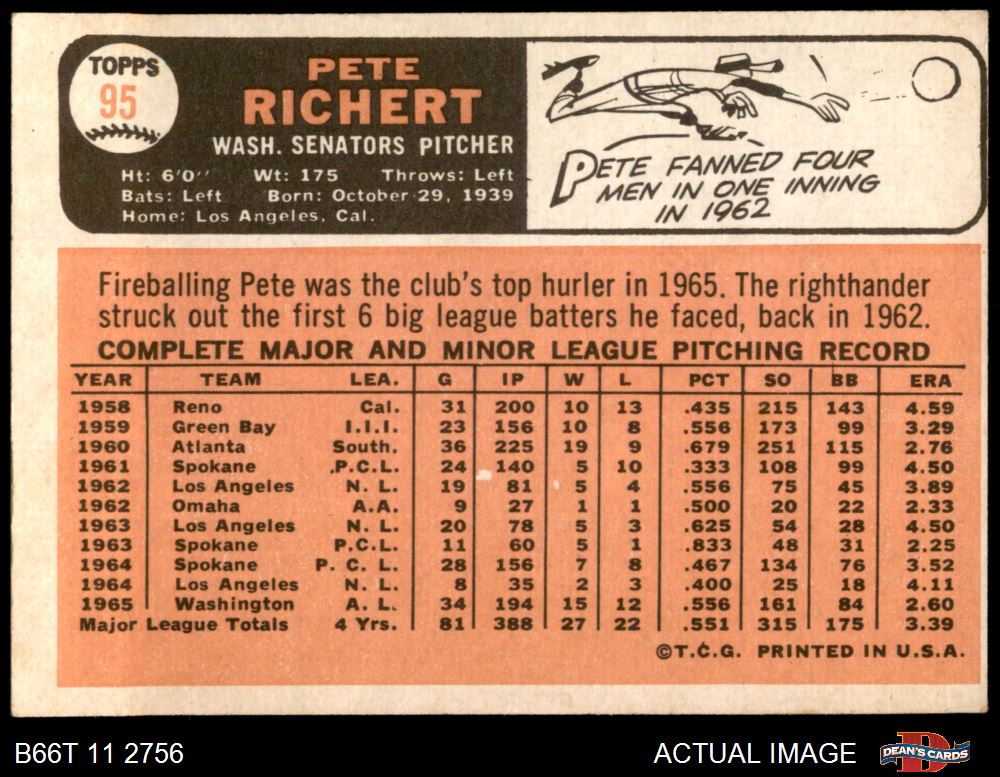 TOPPS
95
PETE
RICHERT
WASH. SENATORS PITCHER
Ht: 6'0'' Wt: 175 Throws: Left
Bats: Left Born: October 29, 1939
Home: Los Angeles, Cal.
PETE FANNED FOUR
MEN IN ONE INNING
IN 1962
Fireballing Pete was the club's top hurler in 1965. The righthander
struck out the first 6 big league batters he faced, back in 1962.
COMPLETE MAJOR AND MINOR LEAGUE PITCHING RECORD
YEAR TEAM LEA. G IP W L PCT SO BB ERA
1958 Reno Cal. 31 200 10 13 .435 215 143 4.59
1959 Green Bay I.I.I. 23 156 10 8 .556 173 99 3.29
1960 Atlanta South. 36 225 19 9 .679 251 115 2.76
1961 Spokane P.C.L. 24 140 5 10 .333 108 99 4.50
1962 Los Angeles N. L. 19 81 5 4 .556 75 45 3.89
1962 Omaha A.A. 9 27 1 1 .500 20 22 2.33
1963 Los Angeles N. L. 20 78 5 3 .625 54 28 4.50
1963 Spokane P.C.L. 11 60 5 1 .833 48 31 2.25
1964 Spokane P. C. L. 28 156 7 8 .467 134 76 3.52
1964 Los Angeles N. L. 8 35 2 3 .400 25 18 4.11
1965 Washington A. L. 34 194 15 12 .556 161 84 2.60
Major League Totals 4 Yrs. 81 388 27 22 .551 315 175 3.39
©T.C.G. PRINTED IN U.S.A.
B66T 11 2756
ACTUAL IMAGE
DEAN'S CARDS